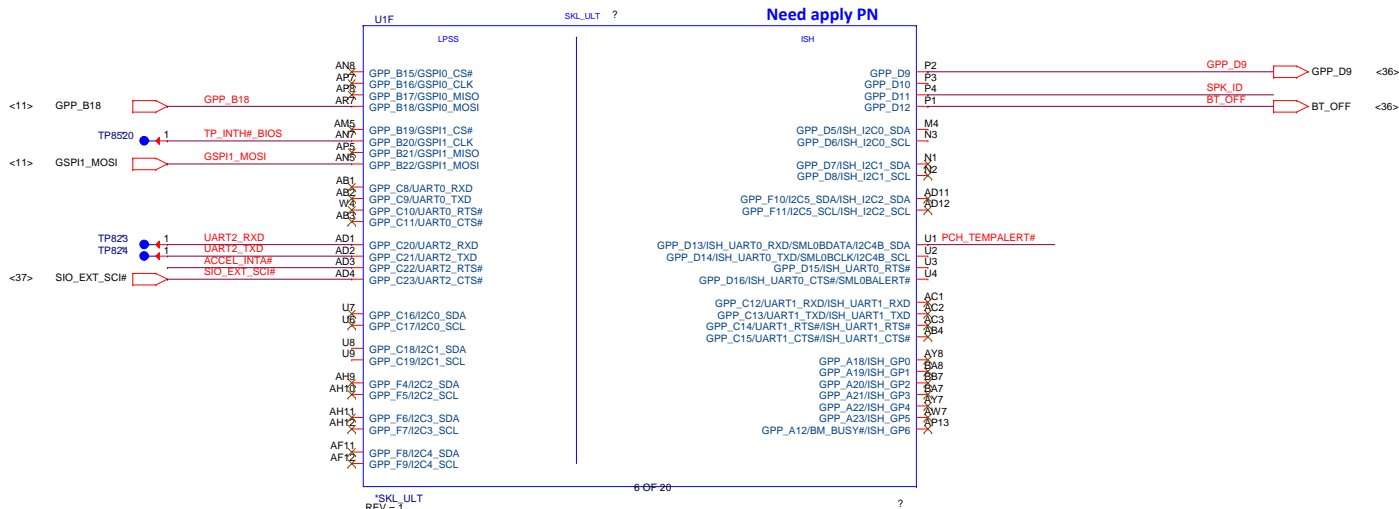 U1F SKL_ULT ? Need apply PN
LPSS ISH
AN8 GPP_B15/GSPI0_CS#
AP7 GPP_B16/GSPI0_CLK
AP8 GPP_B17/GSPI0_MISO
<11> GPP_B18 GPP_B18 AR7 GPP_B18/GSPI0_MOSI
AM5 GPP_B19/GSPI1_CS#
TP8520 1 TP_INTH#_BIOS AN7 GPP_B20/GSPI1_CLK
AP5 GPP_B21/GSPI1_MISO
<11> GSPI1_MOSI GSPI1_MOSI AN5 GPP_B22/GSPI1_MOSI
AB1 GPP_C8/UART0_RXD
AB2 GPP_C9/UART0_TXD
W4 GPP_C10/UART0_RTS#
AB3 GPP_C11/UART0_CTS#
TP823 1 UART2_RXD AD1 GPP_C20/UART2_RXD
TP824 1 UART2_TXD AD2 GPP_C21/UART2_TXD
ACCEL_INTA# AD3 GPP_C22/UART2_RTS#
<37> SIO_EXT_SCI# SIO_EXT_SCI# AD4 GPP_C23/UART2_CTS#
U7 GPP_C16/I2C0_SDA
U6 GPP_C17/I2C0_SCL
U8 GPP_C18/I2C1_SDA
U9 GPP_C19/I2C1_SCL
AH9 GPP_F4/I2C2_SDA
AH10 GPP_F5/I2C2_SCL
AH11 GPP_F6/I2C3_SDA
AH12 GPP_F7/I2C3_SCL
AF11 GPP_F8/I2C4_SDA
AF12 GPP_F9/I2C4_SCL
GPP_D9 P2 GPP_D9 GPP_D9 <36>
GPP_D10 P3
GPP_D11 P4 SPK_ID
GPP_D12 P1 BT_OFF BT_OFF <36>
GPP_D5/ISH_I2C0_SDA M4
GPP_D6/ISH_I2C0_SCL N3
GPP_D7/ISH_I2C1_SDA N1
GPP_D8/ISH_I2C1_SCL N2
GPP_F10/I2C5_SDA/ISH_I2C2_SDA AD11
GPP_F11/I2C5_SCL/ISH_I2C2_SCL AD12
GPP_D13/ISH_UART0_RXD/SML0BDATA/I2C4B_SDA U1 PCH_TEMPALERT#
GPP_D14/ISH_UART0_TXD/SML0BCLK/I2C4B_SCL U2
GPP_D15/ISH_UART0_RTS# U3
GPP_D16/ISH_UART0_CTS#/SML0BALERT# U4
GPP_C12/UART1_RXD/ISH_UART1_RXD AC1
GPP_C13/UART1_TXD/ISH_UART1_TXD AC2
GPP_C14/UART1_RTS#/ISH_UART1_RTS# AC3
GPP_C15/UART1_CTS#/ISH_UART1_CTS# AB4
GPP_A18/ISH_GP0 AY8
GPP_A19/ISH_GP1 BA8
GPP_A20/ISH_GP2 BB7
GPP_A21/ISH_GP3 BA7
GPP_A22/ISH_GP4 AY7
GPP_A23/ISH_GP5 AW7
GPP_A12/BM_BUSY#/ISH_GP6 AP13
6 OF 20
*SKL_ULT
REV = 1 ?